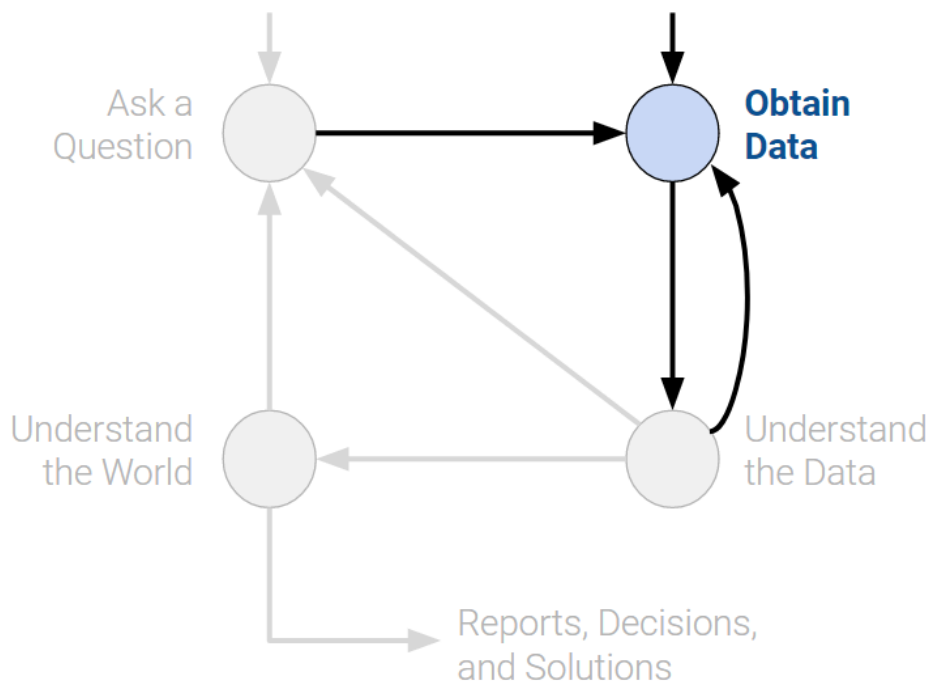 Ask a
Question
Obtain
Data
Understand
the World
Understand
the Data
Reports, Decisions,
and Solutions